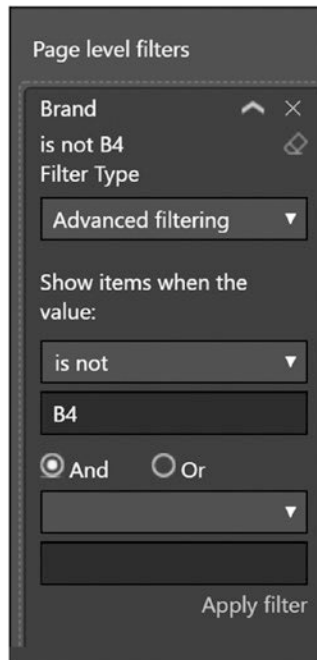 Page level filters
Brand
is not B4
Filter Type
Advanced filtering
Show items when the
value:
is not
B4
And Or
Apply filter